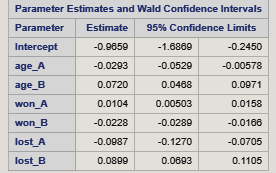 Parameter Estimates and Wald Confidence Intervals
Parameter Estimate 95% Confidence Limits
Intercept -0.9659 -1.6869 -0.2450
age_A -0.0293 -0.0529 -0.00578
age_B 0.0720 0.0468 0.0971
won_A 0.0104 0.00503 0.0158
won_B -0.0228 -0.0289 -0.0166
lost_A -0.0987 -0.1270 -0.0705
lost_B 0.0899 0.0693 0.1105